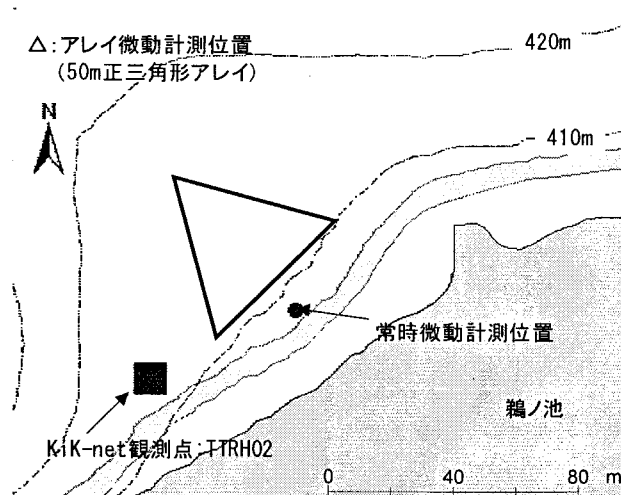 △:アレイ微動計測位置
(50m正三角形アレイ)
420m
N
410m
常時微動計測位置
鵜ノ池
KiK-net観測点:TTRH02
0 40 80 m